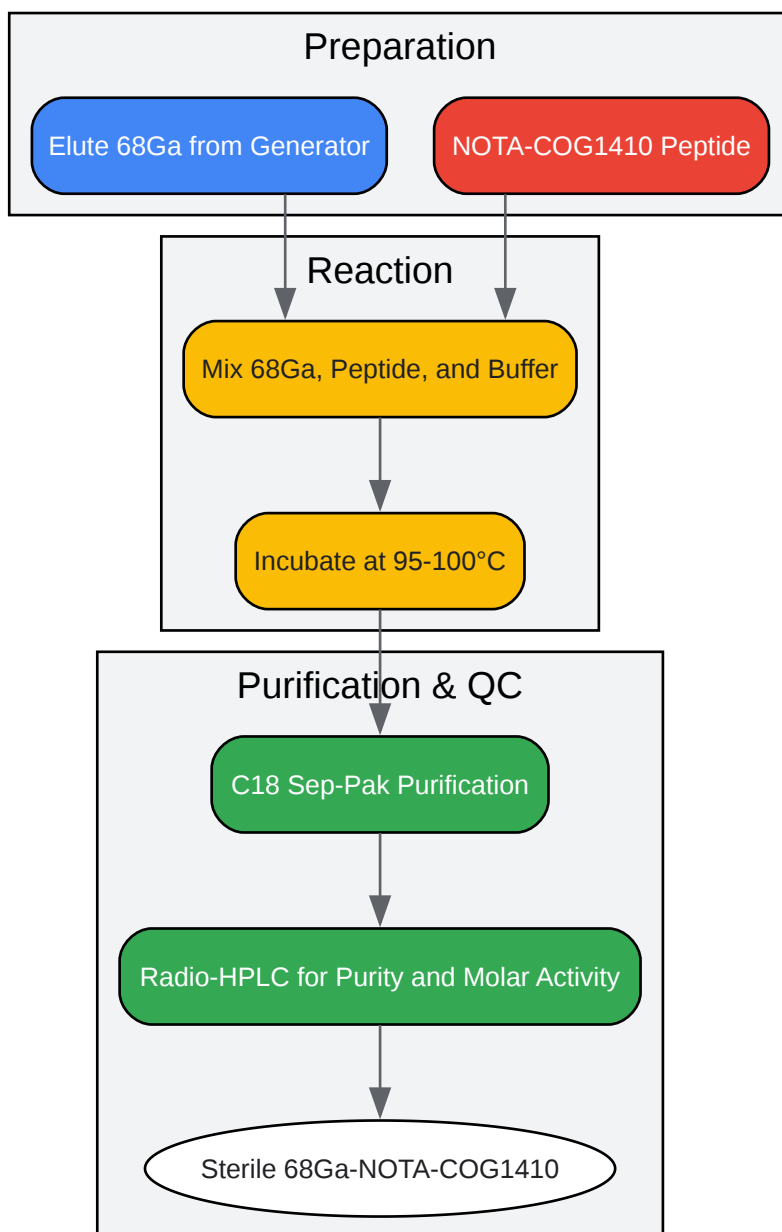 Preparation
Elute 68Ga from Generator
NOTA-COG1410 Peptide
Reaction
Mix 68Ga, Peptide, and Buffer
Incubate at 95-100°C
Purification & QC
C18 Sep-Pak Purification
Radio-HPLC for Purity and Molar Activity
Sterile 68Ga-NOTA-COG1410